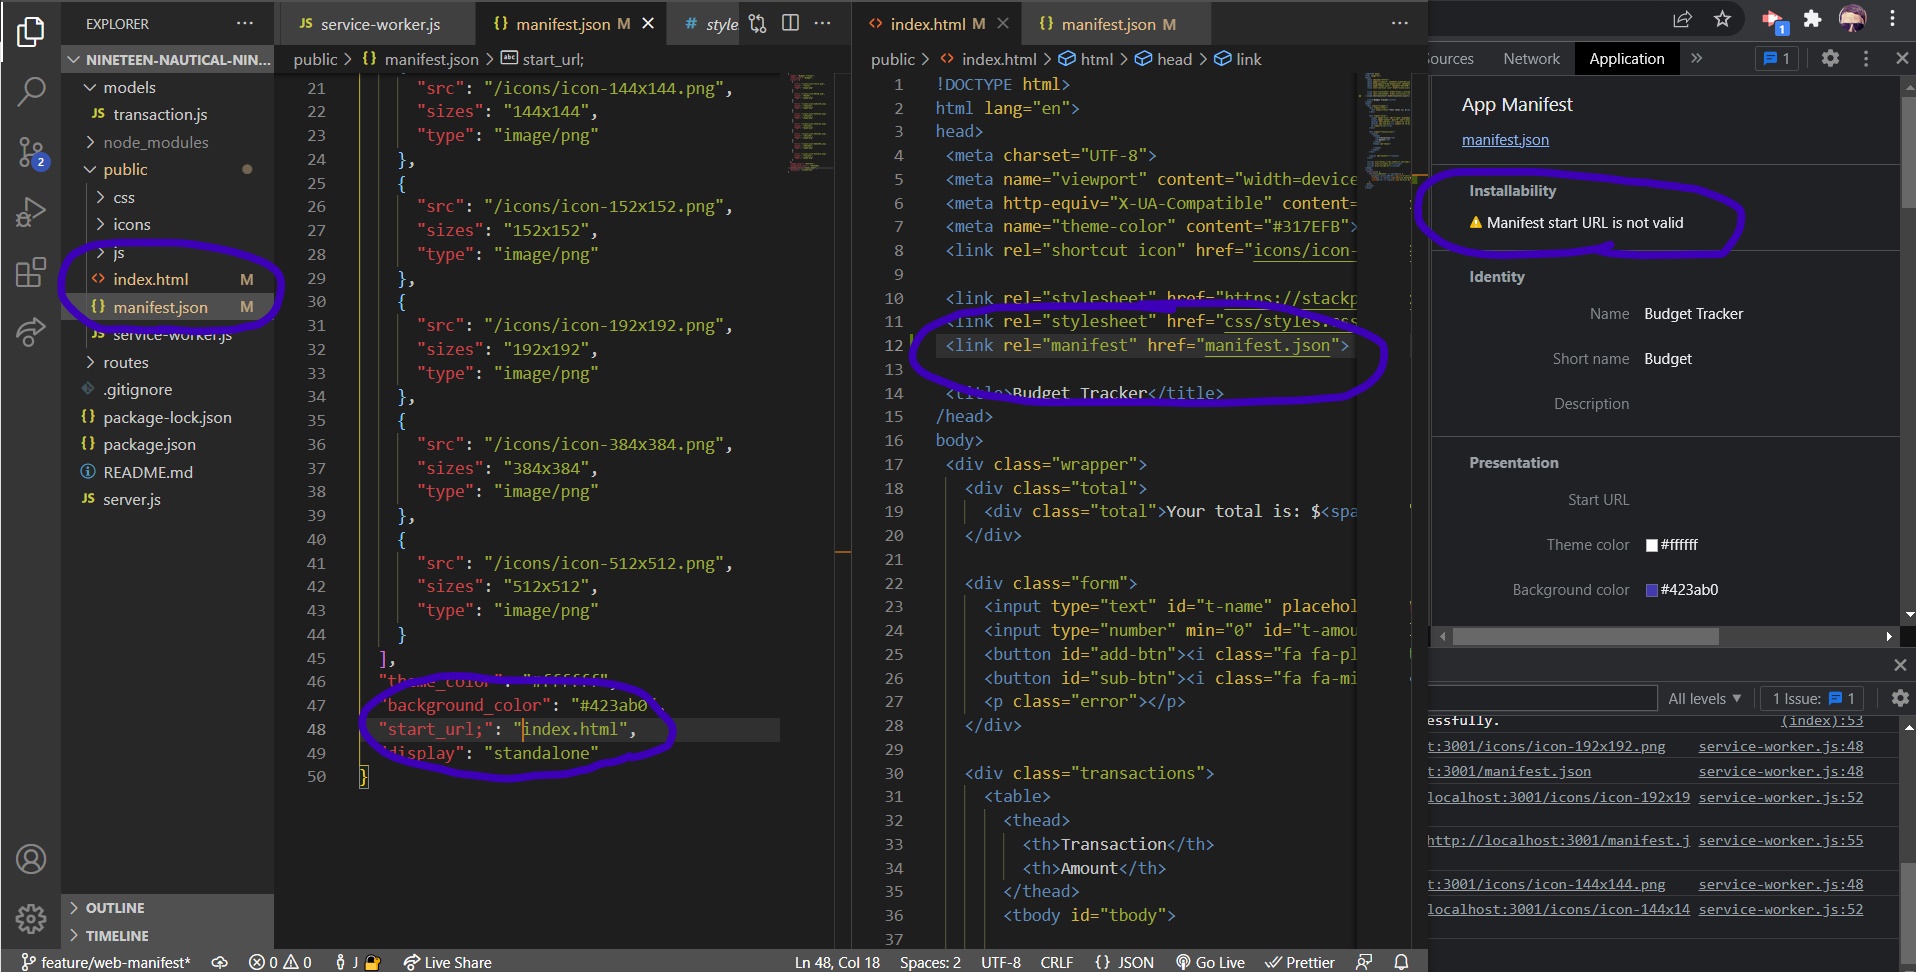 EXPLORER
NINETEEN-NAUTICAL-NIN...
models
JS transaction.js
node_modules
public
css
icons
js
<> index.html M
{} manifest.json M
JS service-worker.js
routes
.gitignore
{} package-lock.json
{} package.json
README.md
JS server.js
OUTLINE
TIMELINE
2
JS service-worker.js
{} manifest.json M
# style
public > {} manifest.json > abc start_url;
21 "src": "/icons/icon-144x144.png",
22 "sizes": "144x144",
23 "type": "image/png"
24 },
25 {
26 "src": "/icons/icon-152x152.png",
27 "sizes": "152x152",
28 "type": "image/png"
29 },
30 {
31 "src": "/icons/icon-192x192.png",
32 "sizes": "192x192",
33 "type": "image/png"
34 },
35 {
36 "src": "/icons/icon-384x384.png",
37 "sizes": "384x384",
38 "type": "image/png"
39 },
40 {
41 "src": "/icons/icon-512x512.png",
42 "sizes": "512x512",
43 "type": "image/png"
44 }
45 ],
46 "theme_color": "#ffffff",
47 "background_color": "#423ab0",
48 "start_url;": "index.html",
49 "display": "standalone"
50 }
<> index.html M
{} manifest.json M
public > <> index.html > html > head > link
1 !DOCTYPE html>
2 html lang="en">
3 head>
4 <meta charset="UTF-8">
5 <meta name="viewport" content="width=device
6 <meta http-equiv="X-UA-Compatible" content=
7 <meta name="theme-color" content="#317EFB">
8 <link rel="shortcut icon" href="icons/icon-
9
10 <link rel="stylesheet" href="https://stackp
11 <link rel="stylesheet" href="css/styles.css
12 <link rel="manifest" href="manifest.json">
13
14 <title>Budget Tracker</title>
15 /head>
16 body>
17 <div class="wrapper">
18 <div class="total">
19 <div class="total">Your total is: $<spa
20 </div>
21
22 <div class="form">
23 <input type="text" id="t-name" placehol
24 <input type="number" min="0" id="t-amou
25 <button id="add-btn"><i class="fa fa-pl
26 <button id="sub-btn"><i class="fa fa-mi
27 <p class="error"></p>
28 </div>
29
30 <div class="transactions">
31 <table>
32 <thead>
33 <th>Transaction</th>
34 <th>Amount</th>
35 </thead>
36 <tbody id="tbody">
37
1
ources Network Application » 1
App Manifest
manifest.json
Installability
Manifest start URL is not valid
Identity
Name Budget Tracker
Short name Budget
Description
Presentation
Start URL
Theme color #ffffff
Background color #423ab0
All levels ▼ 1 Issue: 1
essfully. (index):53
t:3001/icons/icon-192x192.png service-worker.js:48
t:3001/manifest.json service-worker.js:48
localhost:3001/icons/icon-192x19 service-worker.js:52
http://localhost:3001/manifest.j service-worker.js:55
t:3001/icons/icon-144x144.png service-worker.js:48
localhost:3001/icons/icon-144x14 service-worker.js:52
feature/web-manifest* 0 0 J Live Share Ln 48, Col 18 Spaces: 2 UTF-8 CRLF {} JSON Go Live Prettier